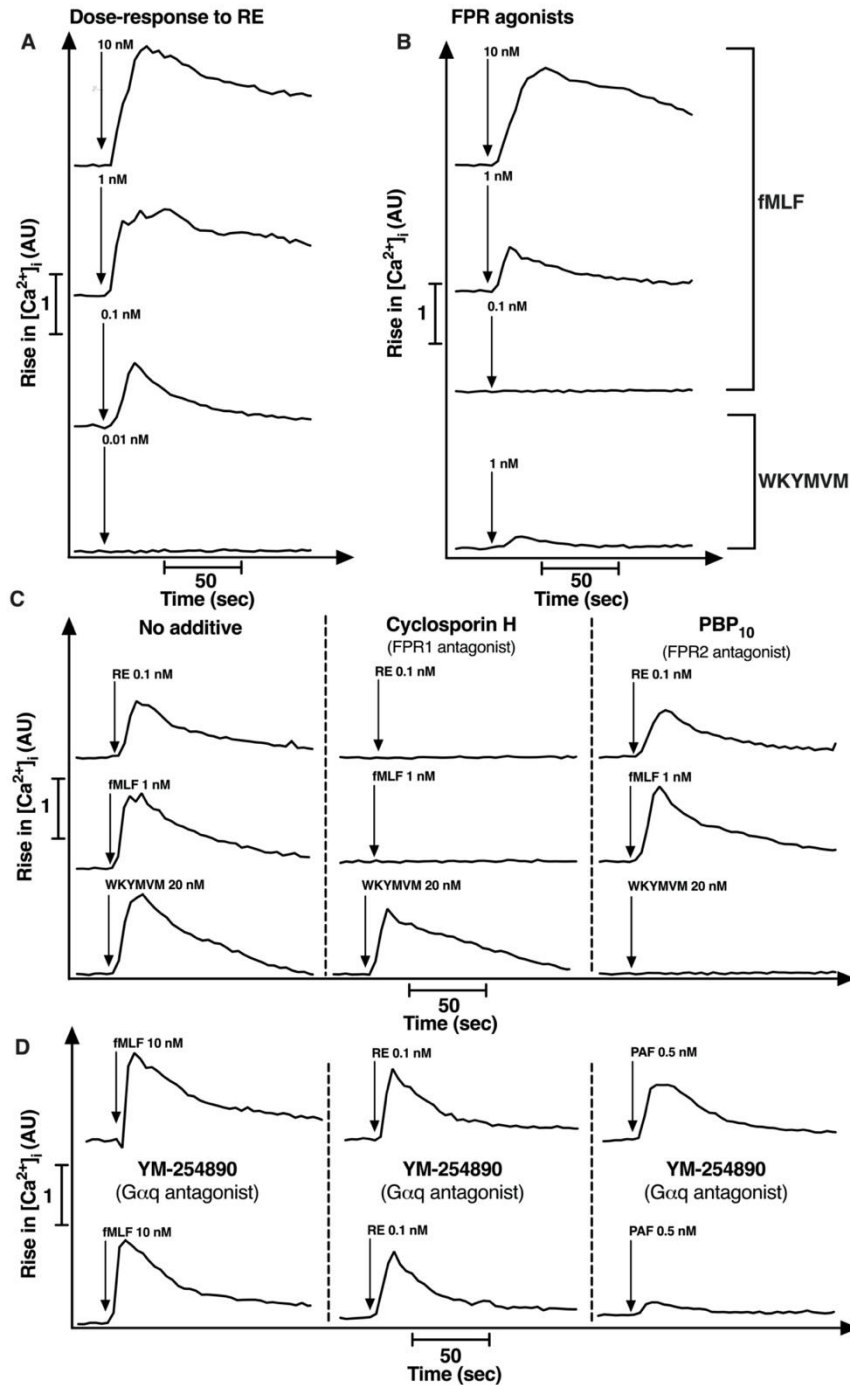 Dose-response to RE
FPR agonists
A
10 nM
1 nM
0.1 nM
0.01 nM
Rise in [Ca²⁺]ᵢ (AU)
1
50
Time (sec)
B
10 nM
1 nM
0.1 nM
1 nM
fMLF
WKYMVM
Rise in [Ca²⁺]ᵢ (AU)
1
50
Time (sec)
C
No additive
Cyclosporin H
(FPR1 antagonist)
PBP₁₀
(FPR2 antagonist)
RE 0.1 nM
RE 0.1 nM
RE 0.1 nM
fMLF 1 nM
fMLF 1 nM
fMLF 1 nM
WKYMVM 20 nM
WKYMVM 20 nM
WKYMVM 20 nM
Rise in [Ca²⁺]ᵢ (AU)
1
50
Time (sec)
D
fMLF 10 nM
RE 0.1 nM
PAF 0.5 nM
YM-254890
(Gαq antagonist)
YM-254890
(Gαq antagonist)
YM-254890
(Gαq antagonist)
fMLF 10 nM
RE 0.1 nM
PAF 0.5 nM
Rise in [Ca²⁺]ᵢ (AU)
1
50
Time (sec)